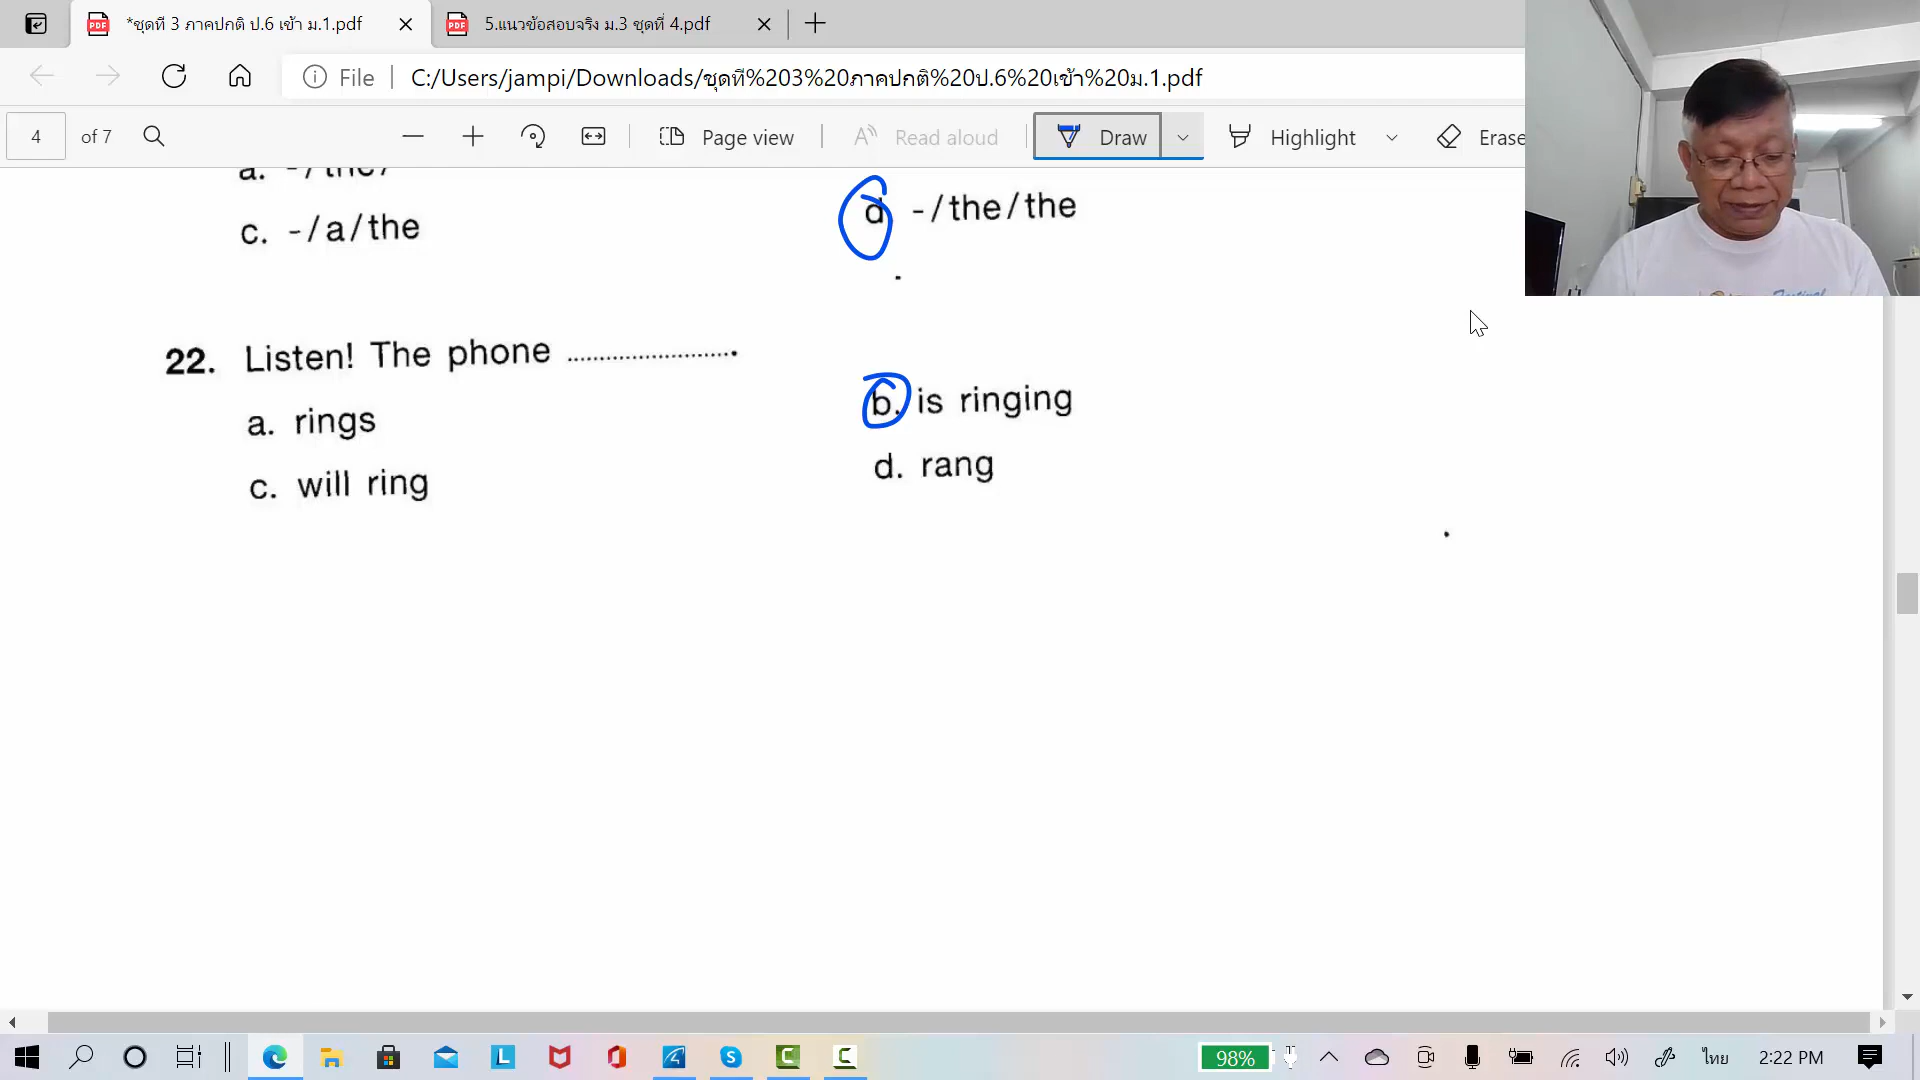 *ชุดที่ 3 ภาคปกติ ป.6 เข้า ม.1.pdf
5.แนวข้อสอบจริง ม.3 ชุดที่ 4.pdf
File
C:/Users/jampi/Downloads/ชุดที่%203%20ภาคปกติ%20ป.6%20เข้า%20ม.1.pdf
4 of 7
Page view
Read aloud
Draw
Highlight
Erase
a. -/the/
c. -/a/the
d -/the/the
22. Listen! The phone .........................
a. rings
b. is ringing
c. will ring
d. rang
98%
ไทย
2:22 PM